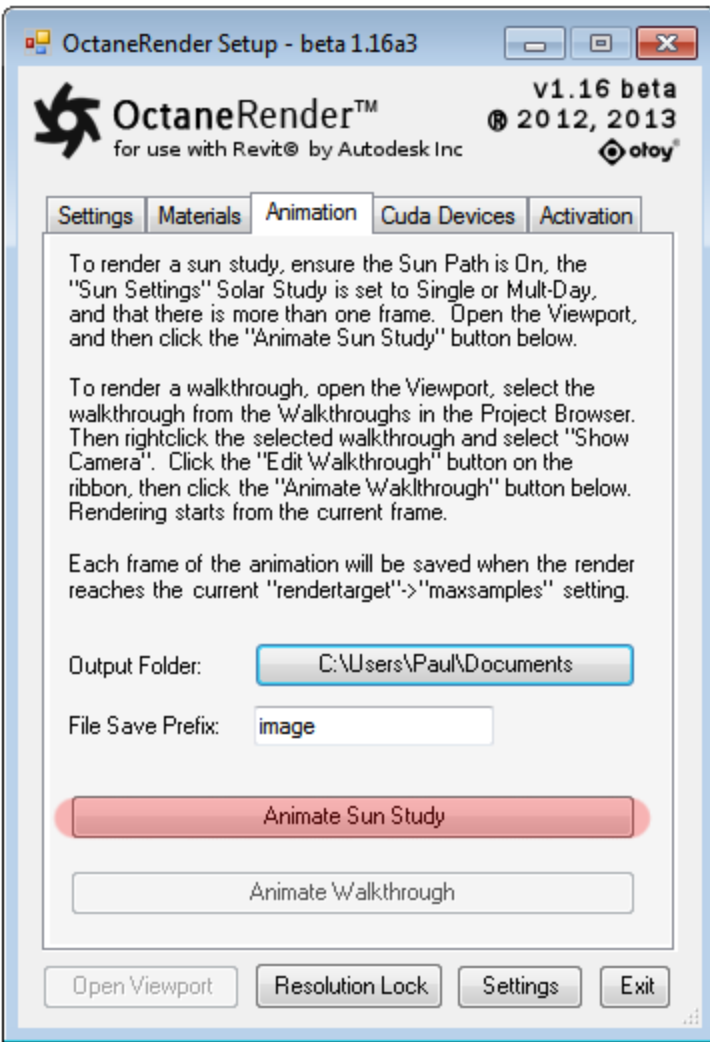 OctaneRender Setup - beta 1.16a3
OctaneRender™
for use with Revit® by Autodesk Inc
v1.16 beta
® 2012, 2013
otoy®
Settings Materials Animation Cuda Devices Activation
To render a sun study, ensure the Sun Path is On, the
"Sun Settings" Solar Study is set to Single or Mult-Day,
and that there is more than one frame. Open the Viewport,
and then click the "Animate Sun Study" button below.
To render a walkthrough, open the Viewport, select the
walkthrough from the Walkthroughs in the Project Browser.
Then rightclick the selected walkthrough and select "Show
Camera". Click the "Edit Walkthrough" button on the
ribbon, then click the "Animate Waklthrough" button below.
Rendering starts from the current frame.
Each frame of the animation will be saved when the render
reaches the current "rendertarget"->"maxsamples" setting.
Output Folder: C:\Users\Paul\Documents
File Save Prefix: image
Animate Sun Study
Animate Walkthrough
Open Viewport Resolution Lock Settings Exit